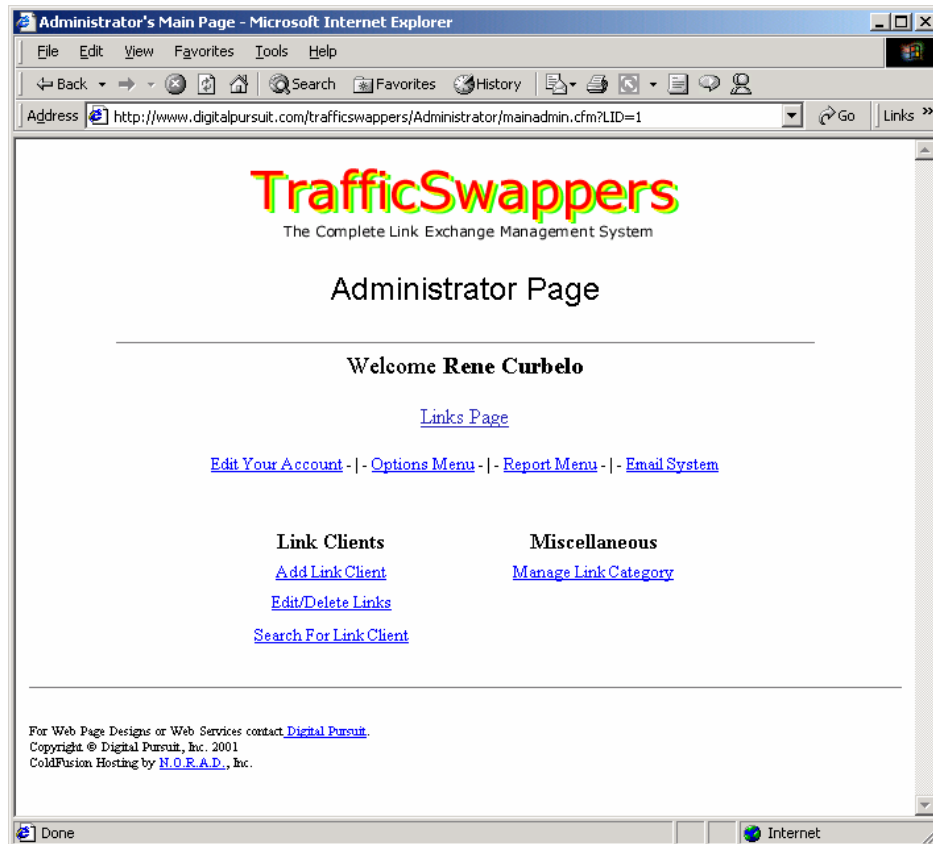 Administrator's Main Page - Microsoft Internet Explorer
File Edit View Favorites Tools Help
Back Search Favorites History
Address http://www.digitalpursuit.com/trafficswappers/Administrator/mainadmin.cfm?LID=1 Go Links »
TrafficSwappers
The Complete Link Exchange Management System
Administrator Page
Welcome Rene Curbelo
Links Page
Edit Your Account - | - Options Menu - | - Report Menu - | - Email System
Link Clients Miscellaneous
Add Link Client Manage Link Category
Edit/Delete Links
Search For Link Client
For Web Page Designs or Web Services contact Digital Pursuit.
Copyright © Digital Pursuit, Inc. 2001
ColdFusion Hosting by N.O.R.A.D., Inc.
Done Internet